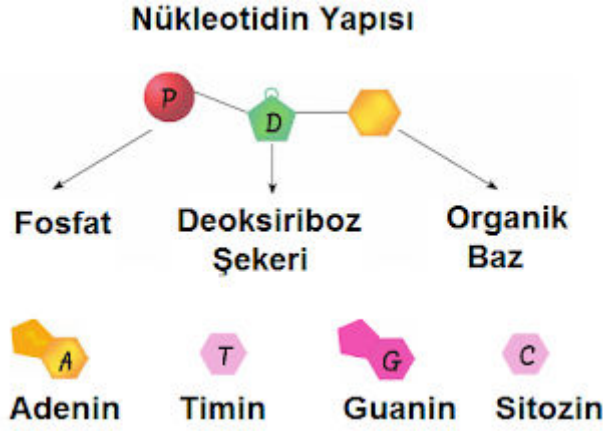 Nükleotidin Yapısı
P
D
Fosfat
Deoksiriboz
Şekeri
Organik
Baz
A
T
G
C
Adenin
Timin
Guanin
Sitozin